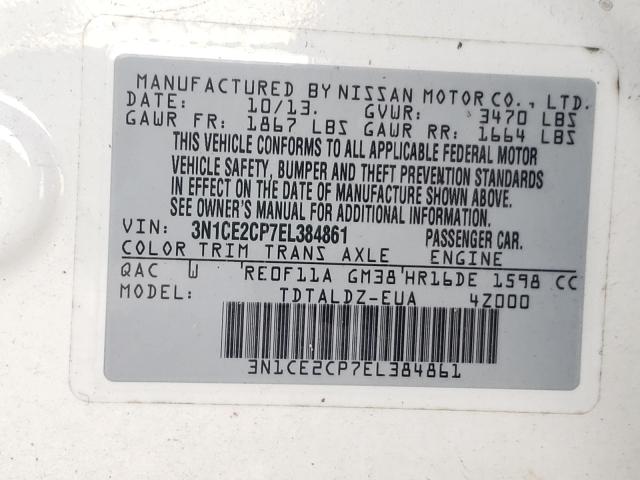 MANUFACTURED BY NISSAN MOTOR CO., LTD.
DATE: 10/13. GVWR: 3470 LBS
GAWR FR: 1867 LBS GAWR RR: 1664 LBS
THIS VEHICLE CONFORMS TO ALL APPLICABLE FEDERAL MOTOR
VEHICLE SAFETY, BUMPER AND THEFT PREVENTION STANDARDS
IN EFFECT ON THE DATE OF MANUFACTURE SHOWN ABOVE.
SEE OWNER'S MANUAL FOR ADDITIONAL INFORMATION.
VIN: 3N1CE2CP7EL384861 PASSENGER CAR.
COLOR TRIM TRANS AXLE ENGINE
QAC W RE0F11A GM38 HR16DE 1598 CC
TDTALDZ-EUA 4Z000
3N1CE2CP7EL384861